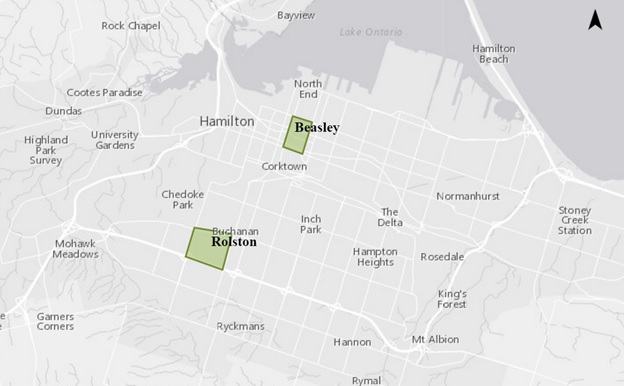 Bayview
Rock Chapel
Lake Ontario
Hamilton
Beach
Cootes Paradise
North
End
Dundas
Hamilton
Beasley
University
Gardens
Highland
Park
Survey
Corktown
Chedoke
Park
Normanhurst
The
Delta
Inch
Park
Stoney
Creek
Station
Buchanan
Rolston
Mohawk
Meadows
Hampton
Heights
Rosedale
King's
Forest
Garners
Corners
Ryckmans
Hannon
Mt Albion
Rymal
e